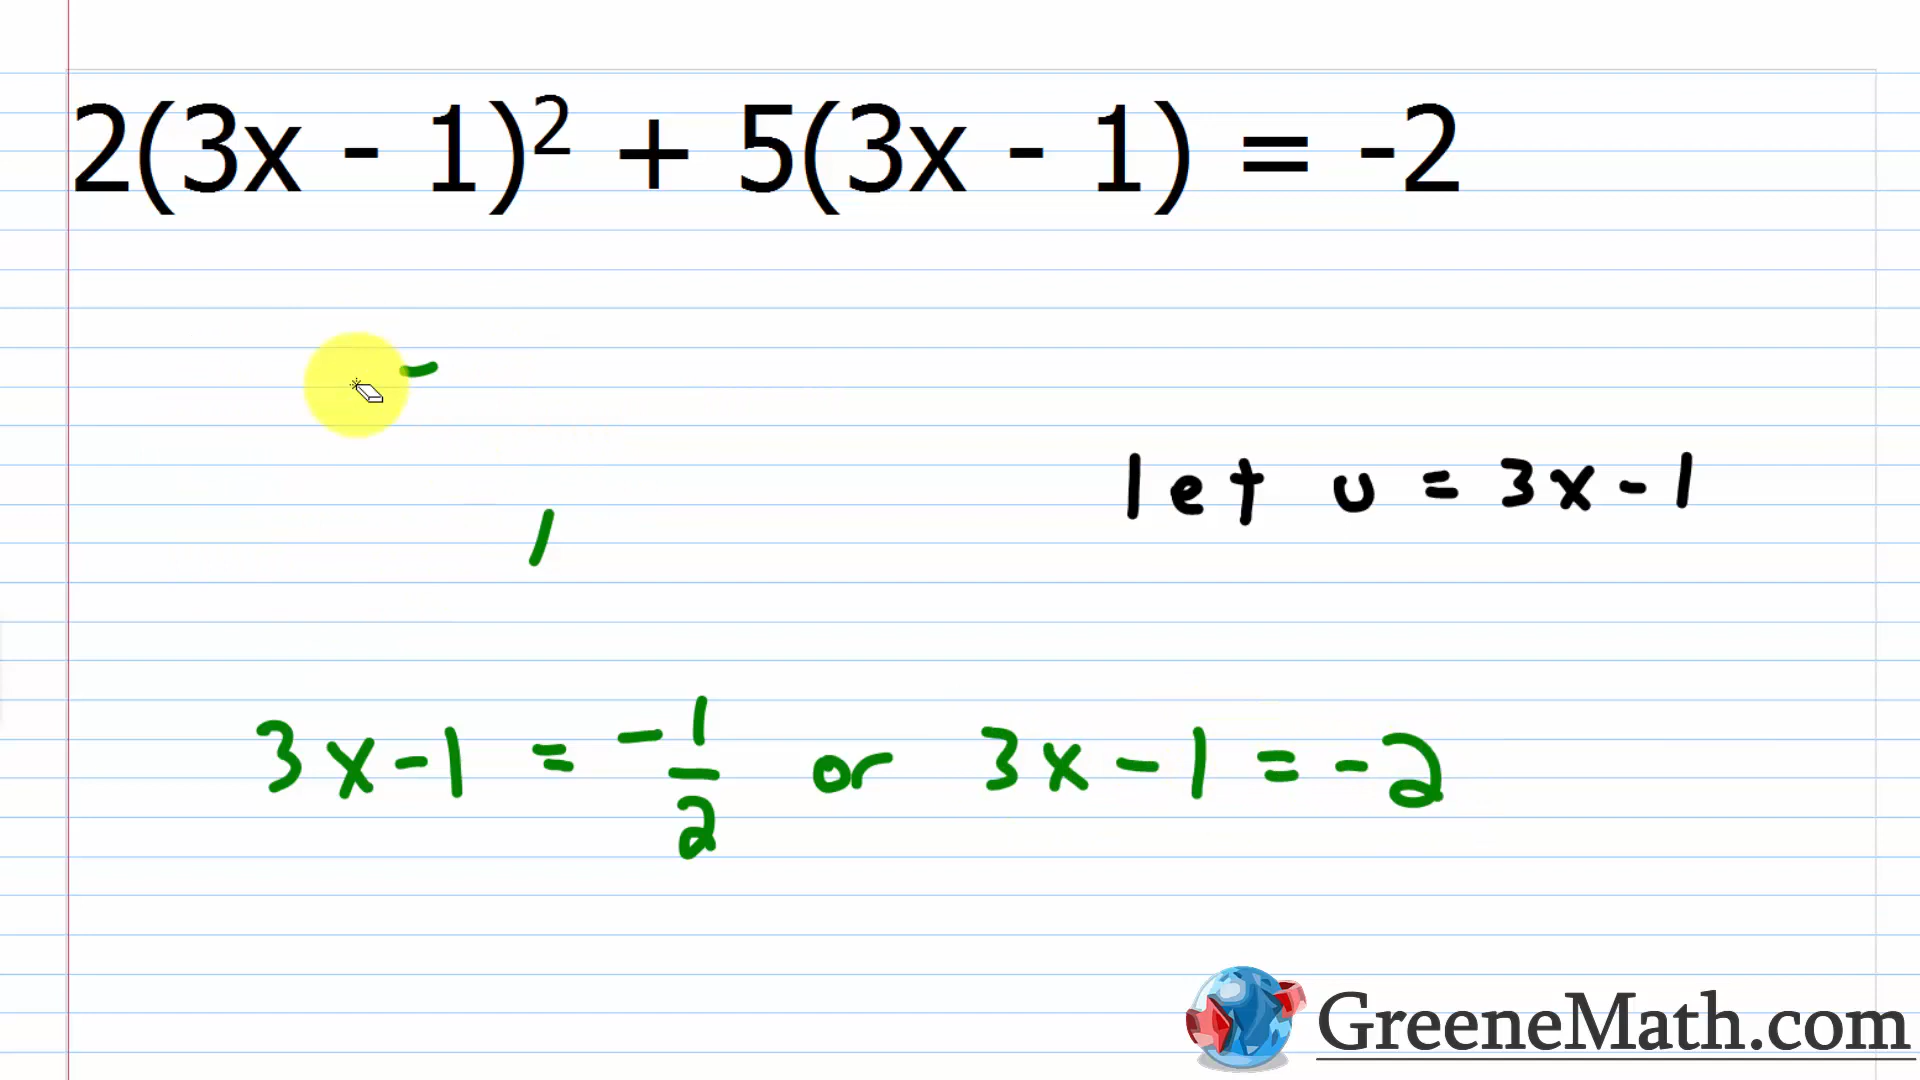 2(3x - 1)² + 5(3x - 1) = -2
let u = 3x - 1
3x - 1 = - 1/2 or 3x - 1 = - 2
GreeneMath.com